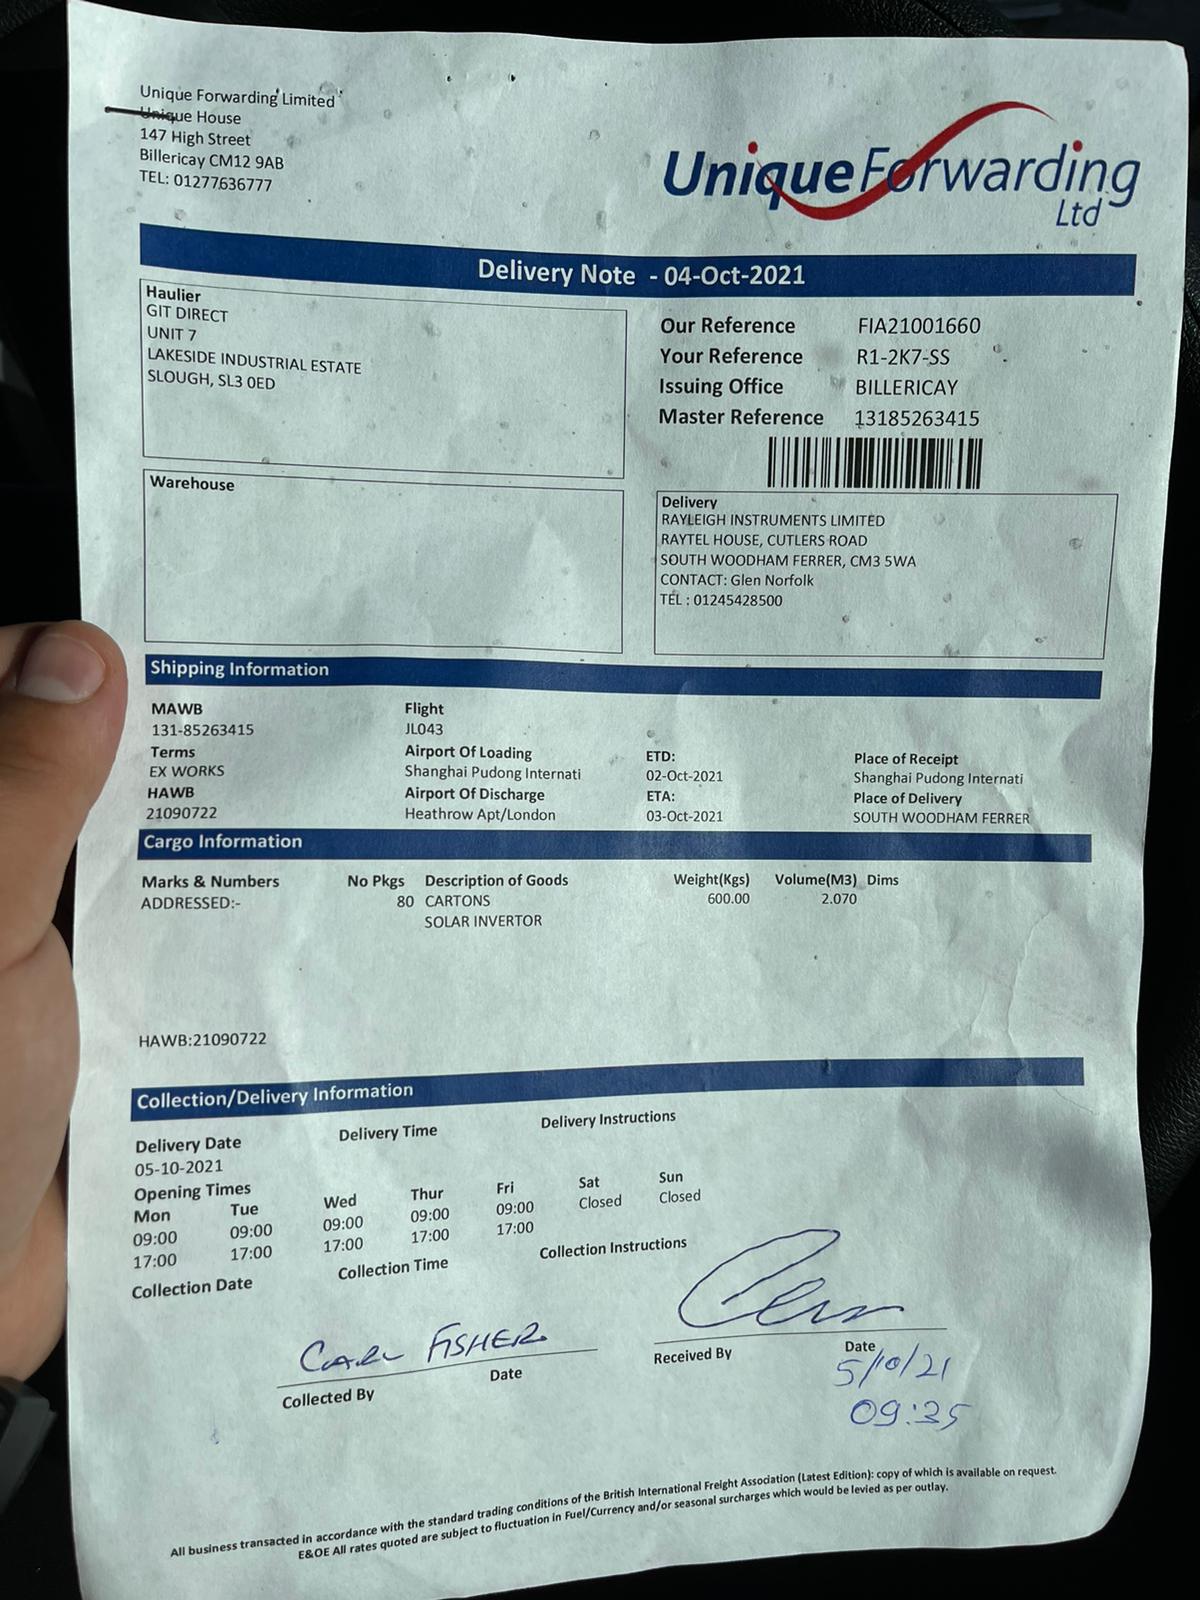 Unique Forwarding Limited
Unique House
147 High Street
Billericay CM12 9AB
TEL: 01277636777
UniqueForwarding
Ltd
Delivery Note - 04-Oct-2021
Haulier
GIT DIRECT
UNIT 7
LAKESIDE INDUSTRIAL ESTATE
SLOUGH, SL3 0ED
Our Reference FIA21001660
Your Reference R1-2K7-SS
Issuing Office BILLERICAY
Master Reference 13185263415
Warehouse
Delivery
RAYLEIGH INSTRUMENTS LIMITED
RAYTEL HOUSE, CUTLERS ROAD
SOUTH WOODHAM FERRER, CM3 5WA
CONTACT: Glen Norfolk
TEL : 01245428500
Shipping Information
MAWB Flight
131-85263415 JL043
Terms Airport Of Loading ETD: Place of Receipt
EX WORKS Shanghai Pudong Internati 02-Oct-2021 Shanghai Pudong Internati
HAWB Airport Of Discharge ETA: Place of Delivery
21090722 Heathrow Apt/London 03-Oct-2021 SOUTH WOODHAM FERRER
Cargo Information
Marks & Numbers No Pkgs Description of Goods Weight(Kgs) Volume(M3) Dims
ADDRESSED:- 80 CARTONS 600.00 2.070
SOLAR INVERTOR
HAWB:21090722
Collection/Delivery Information
Delivery Date Delivery Time Delivery Instructions
05-10-2021
Opening Times
Mon Tue Wed Thur Fri Sat Sun
09:00 09:00 09:00 09:00 09:00 Closed Closed
17:00 17:00 17:00 17:00 17:00
Collection Date Collection Time Collection Instructions
CARL FISHER
Collected By Date Received By Date
5/10/21
09:35
All business transacted in accordance with the standard trading conditions of the British International Freight Association (Latest Edition): copy of which is available on request.
E&OE All rates quoted are subject to fluctuation in Fuel/Currency and/or seasonal surcharges which would be levied as per outlay.